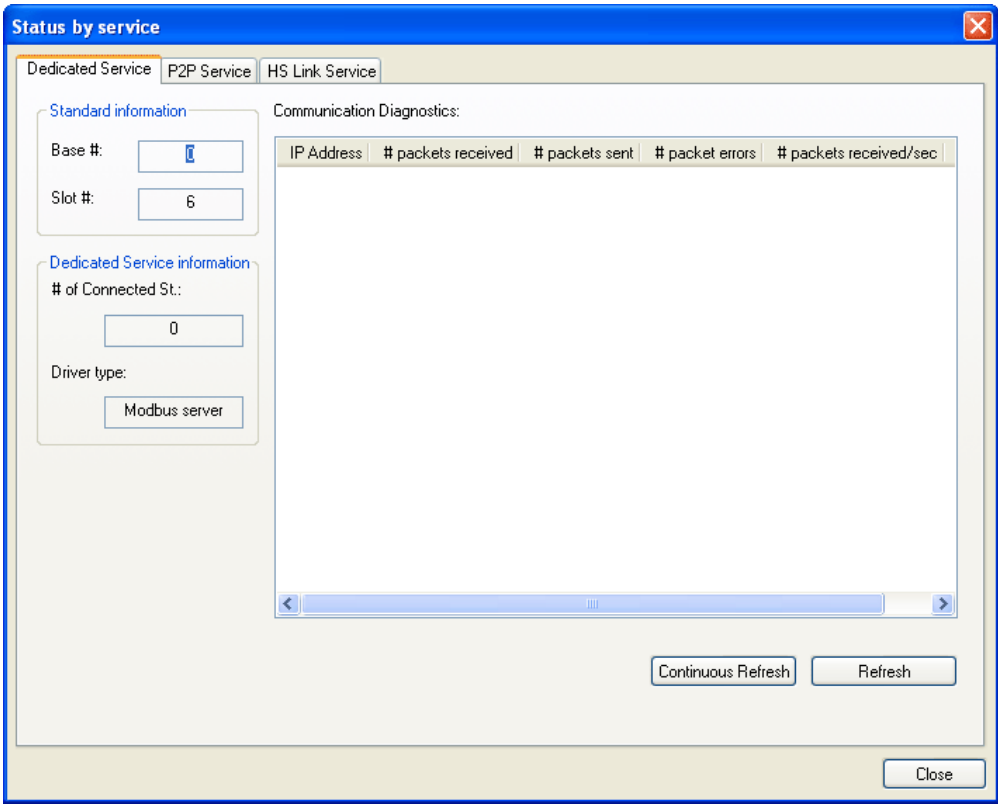 Status by service
Dedicated Service P2P Service HS Link Service
Standard information
Base #: 0
Slot #: 6
Dedicated Service information
# of Connected St.:
0
Driver type:
Modbus server
Communication Diagnostics:
IP Address # packets received # packets sent # packet errors # packets received/sec
Continuous Refresh Refresh
Close